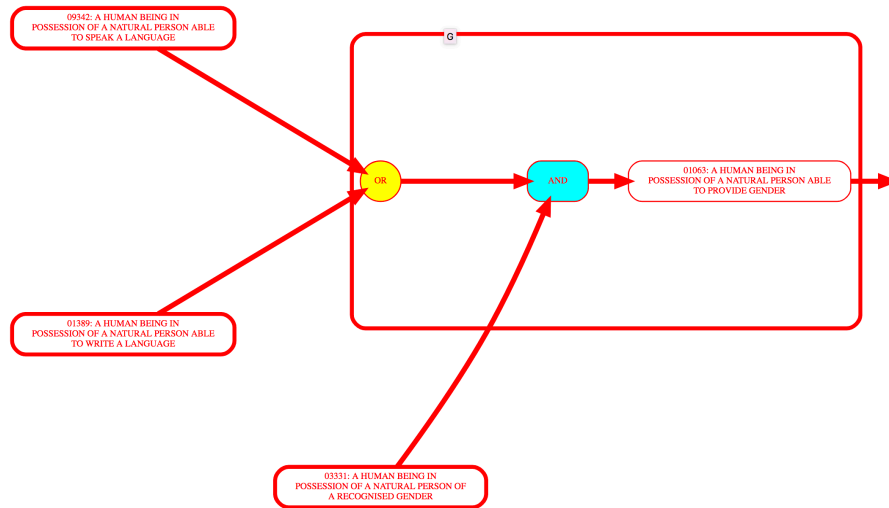 09342: A HUMAN BEING IN
POSSESSION OF A NATURAL PERSON ABLE
TO SPEAK A LANGUAGE
G
OR
AND
01063: A HUMAN BEING IN
POSSESSION OF A NATURAL PERSON ABLE
TO PROVIDE GENDER
01389: A HUMAN BEING IN
POSSESSION OF A NATURAL PERSON ABLE
TO WRITE A LANGUAGE
03331: A HUMAN BEING IN
POSSESSION OF A NATURAL PERSON OF
A RECOGNISED GENDER